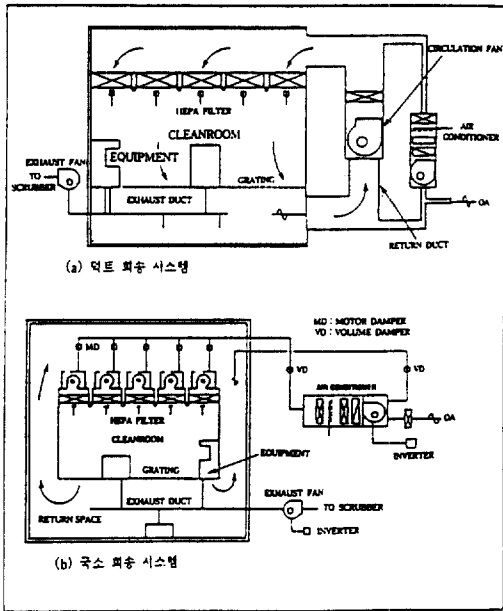 CIRCULATION FAN
HEPA FILTER
CLEANROOM
AIR
CONDITIONER
EXHAUST FAN
TO
SCRUBBER
EQUIPMENT
GRATING
EXHAUST DUCT
OA
RETURN DUCT
(a) 덕트 회송 시스템
MD : MOTOR DAMPER
VD : VOLUME DAMPER
MD
VD
VD
AIR CONDITIONER
HEPA FILTER
CLEANROOM
OA
GRATING
EQUIPMENT
INVERTER
EXHAUST DUCT
EXHAUST FAN
RETURN SPACE
TO SCRUBBER
INVERTER
(b) 국소 회송 시스템